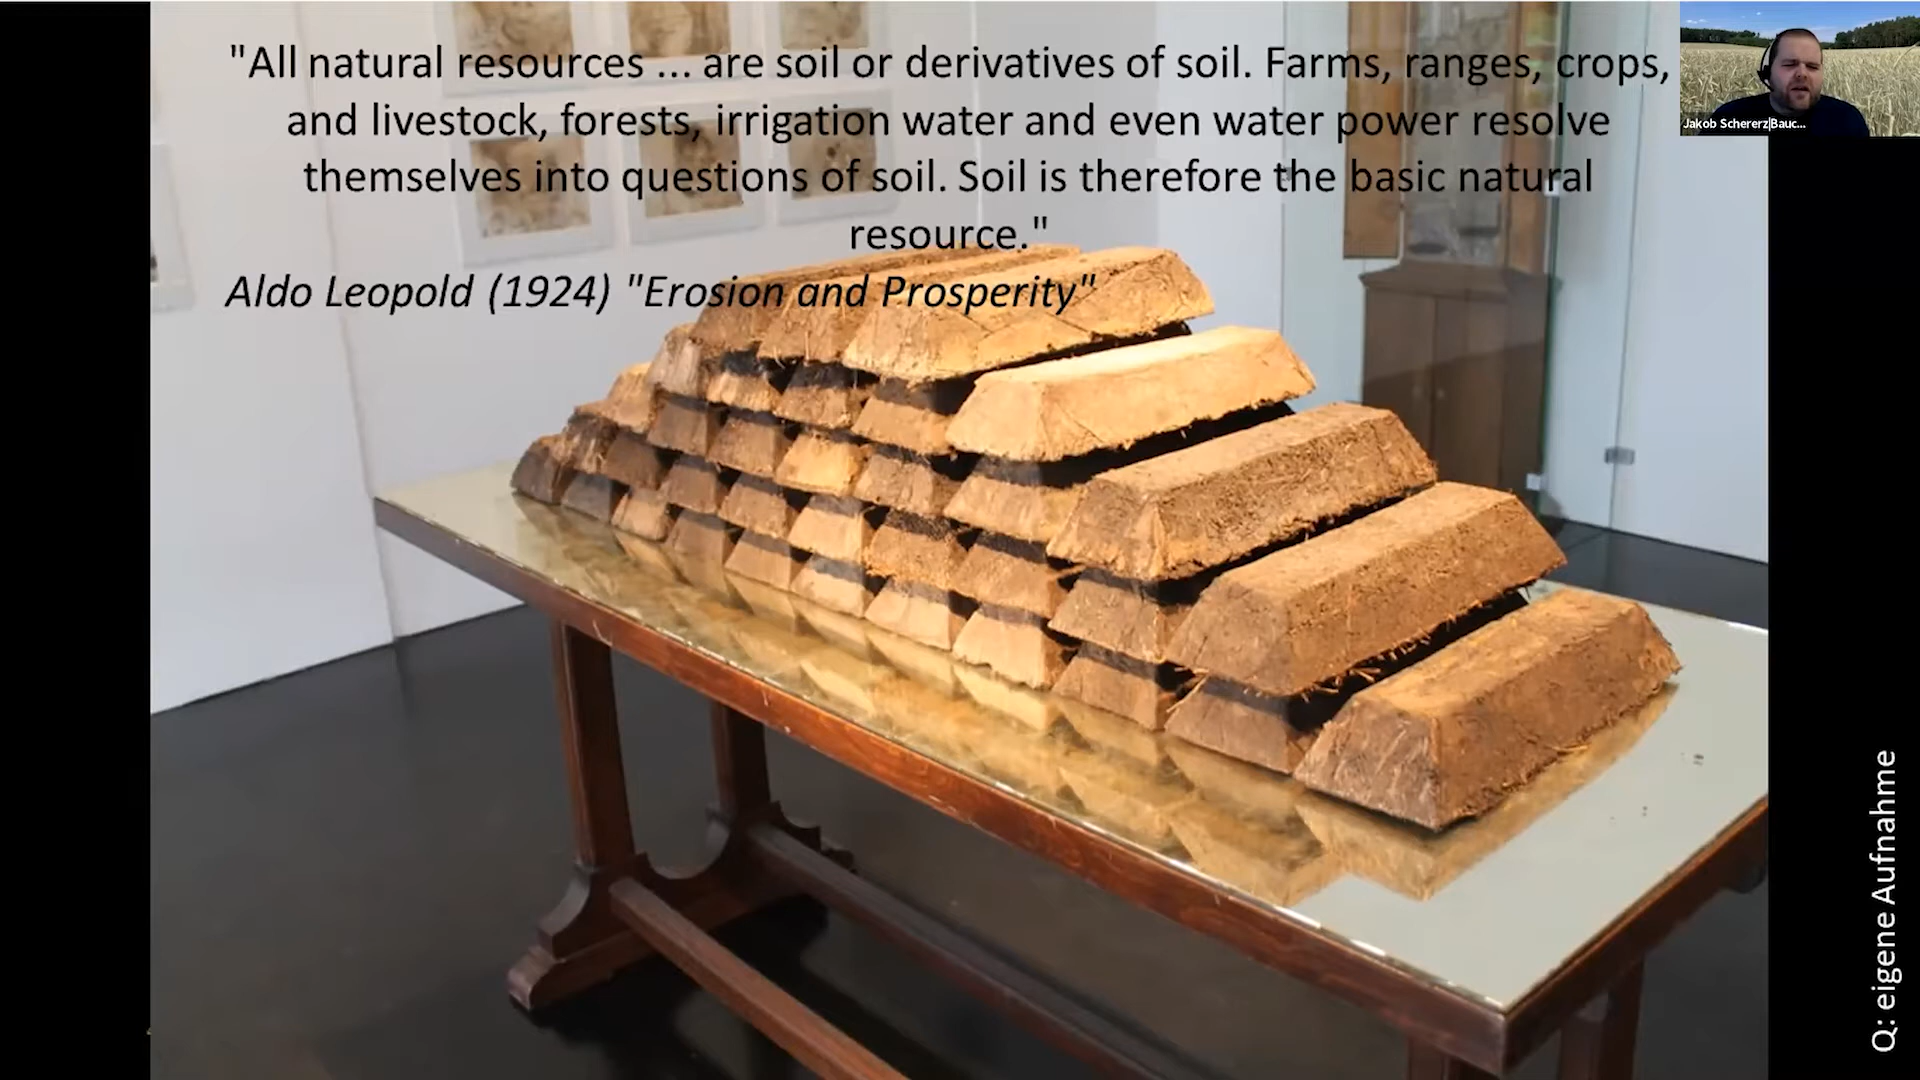 "All natural resources ... are soil or derivatives of soil. Farms, ranges, crops,
and livestock, forests, irrigation water and even water power resolve
themselves into questions of soil. Soil is therefore the basic natural
resource."
Aldo Leopold (1924) "Erosion and Prosperity"
Jakob Schererz|Bauc...
Q: eigene Aufnahme